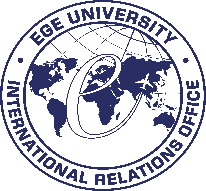 EGE UNIVERSITY
INTERNATIONAL RELATIONS OFFICE
e